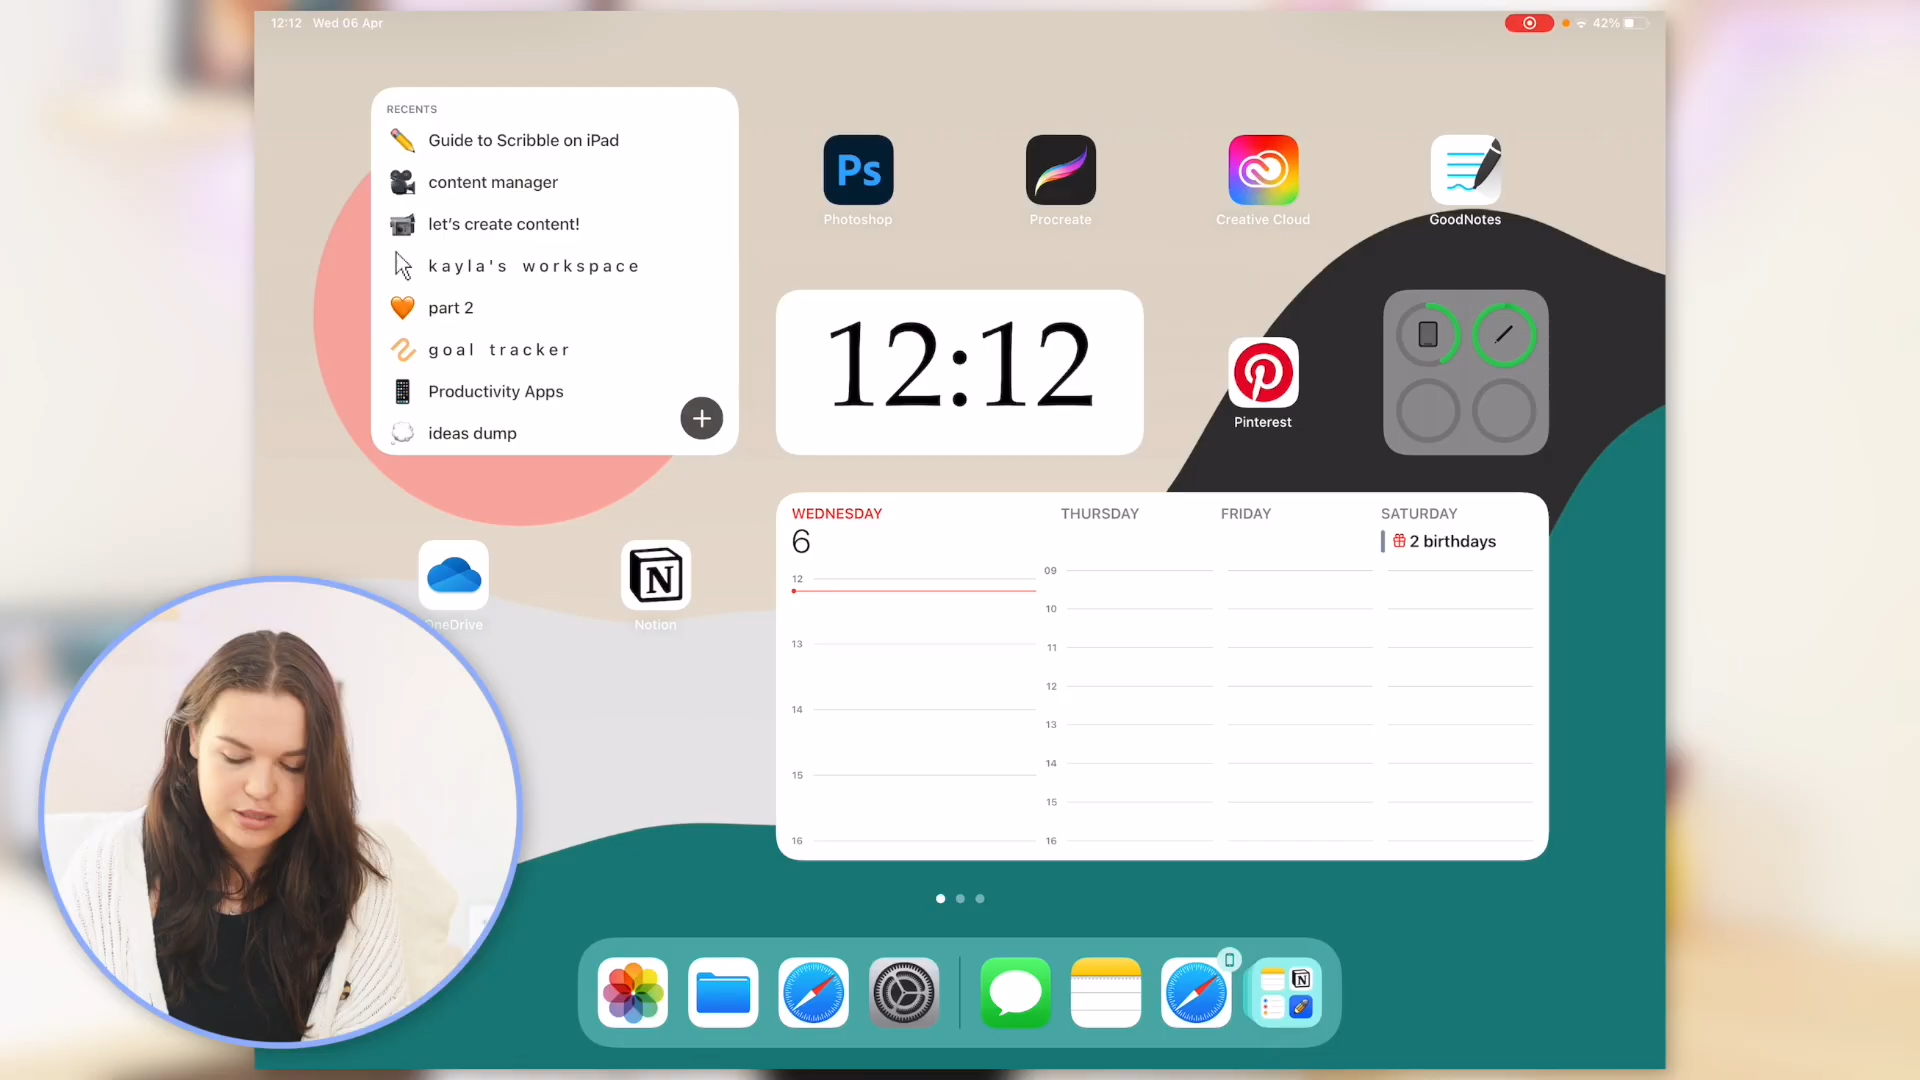 12:12 Wed 06 Apr
42%
RECENTS
Guide to Scribble on iPad
content manager
let's create content!
kayla's workspace
part 2
goal tracker
Productivity Apps
ideas dump
Ps
Photoshop
Procreate
Creative Cloud
GoodNotes
12:12
Pinterest
OneDrive
Notion
WEDNESDAY THURSDAY FRIDAY SATURDAY
6
2 birthdays
12
13
14
15
16
09
10
11
12
13
14
15
16